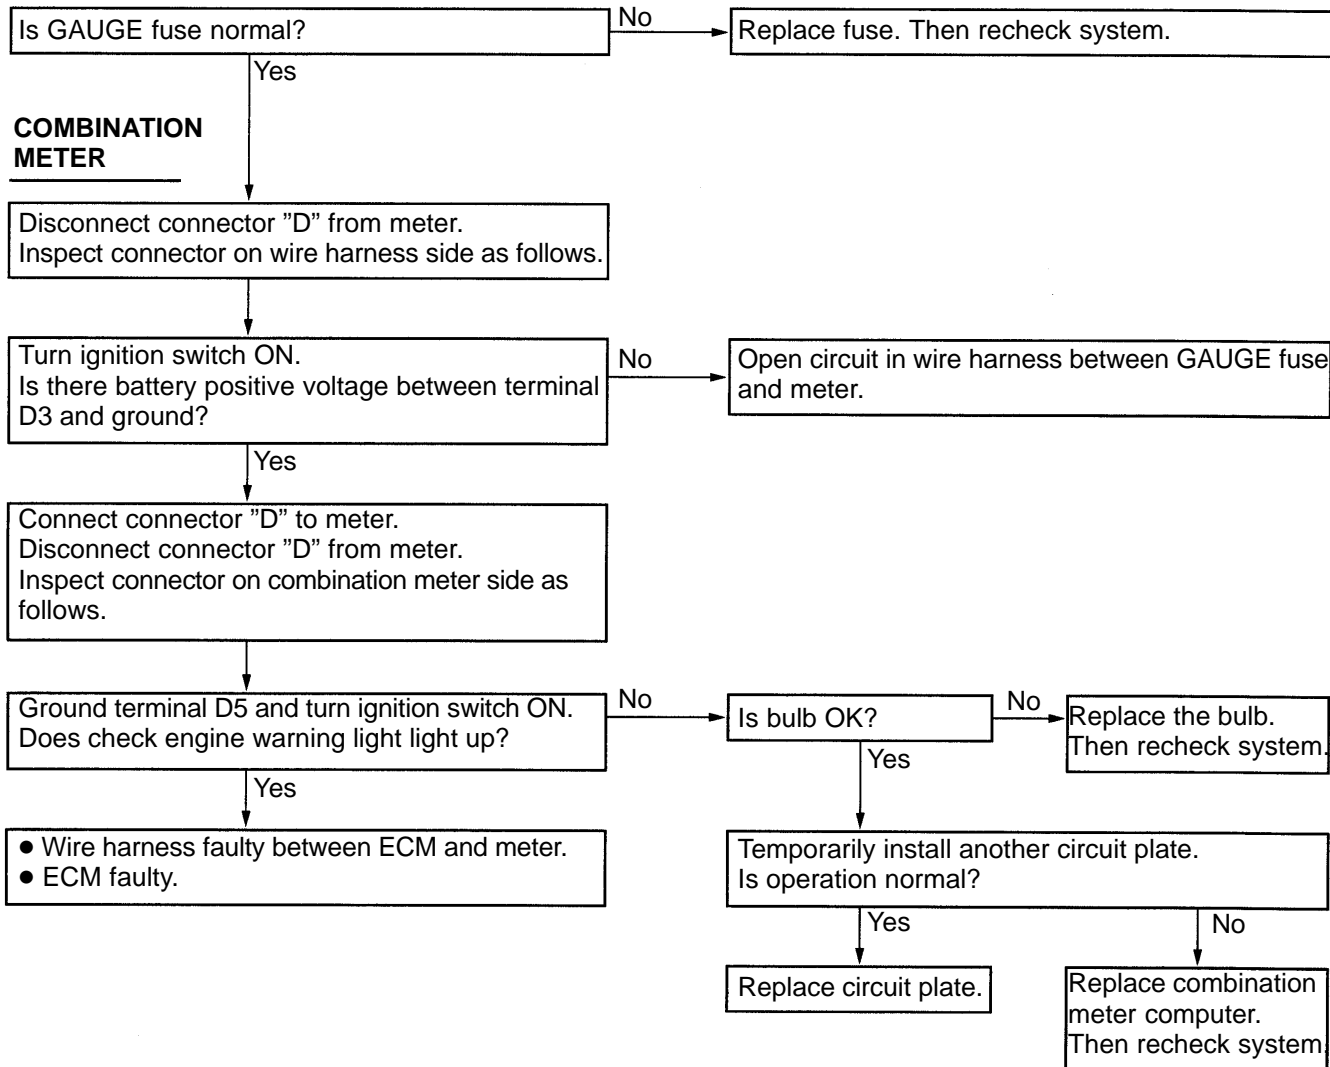 Is GAUGE fuse normal?
No
Replace fuse. Then recheck system.
Yes
COMBINATION
METER
Disconnect connector ”D” from meter.
Inspect connector on wire harness side as follows.
Turn ignition switch ON.
Is there battery positive voltage between terminal
D3 and ground?
No
Open circuit in wire harness between GAUGE fuse
and meter.
Yes
Connect connector ”D” to meter.
Disconnect connector ”D” from meter.
Inspect connector on combination meter side as
follows.
Ground terminal D5 and turn ignition switch ON.
Does check engine warning light light up?
No
Is bulb OK?
No
Replace the bulb.
Then recheck system.
Yes
Yes
● Wire harness faulty between ECM and meter.
● ECM faulty.
Temporarily install another circuit plate.
Is operation normal?
Yes
No
Replace circuit plate.
Replace combination
meter computer.
Then recheck system